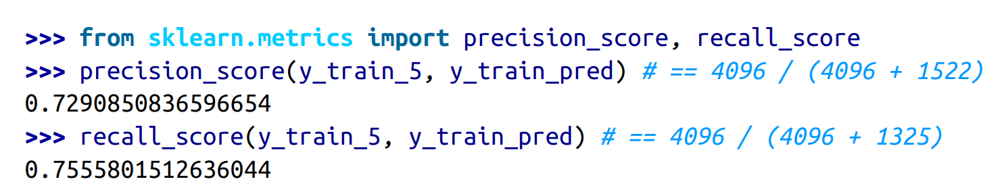 >>> from sklearn.metrics import precision_score, recall_score
>>> precision_score(y_train_5, y_train_pred) # == 4096 / (4096 + 1522)
0.7290850836596654
>>> recall_score(y_train_5, y_train_pred) # == 4096 / (4096 + 1325)
0.7555801512636044